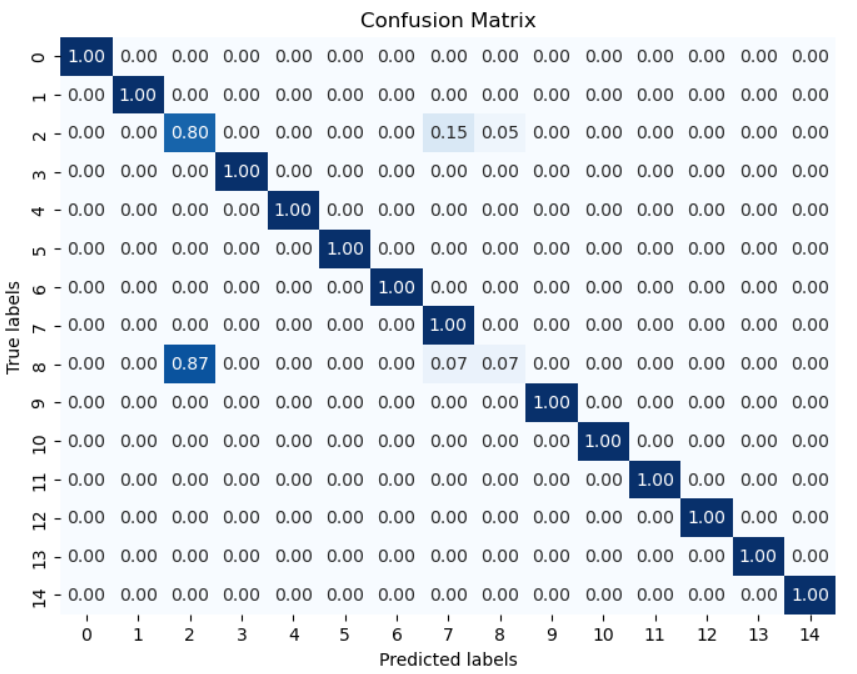 Confusion Matrix
True labels
0 1.00 0.00 0.00 0.00 0.00 0.00 0.00 0.00 0.00 0.00 0.00 0.00 0.00 0.00 0.00
1 0.00 1.00 0.00 0.00 0.00 0.00 0.00 0.00 0.00 0.00 0.00 0.00 0.00 0.00 0.00
2 0.00 0.00 0.80 0.00 0.00 0.00 0.00 0.15 0.05 0.00 0.00 0.00 0.00 0.00 0.00
3 0.00 0.00 0.00 1.00 0.00 0.00 0.00 0.00 0.00 0.00 0.00 0.00 0.00 0.00 0.00
4 0.00 0.00 0.00 0.00 1.00 0.00 0.00 0.00 0.00 0.00 0.00 0.00 0.00 0.00 0.00
5 0.00 0.00 0.00 0.00 0.00 1.00 0.00 0.00 0.00 0.00 0.00 0.00 0.00 0.00 0.00
6 0.00 0.00 0.00 0.00 0.00 0.00 1.00 0.00 0.00 0.00 0.00 0.00 0.00 0.00 0.00
7 0.00 0.00 0.00 0.00 0.00 0.00 0.00 1.00 0.00 0.00 0.00 0.00 0.00 0.00 0.00
8 0.00 0.00 0.87 0.00 0.00 0.00 0.00 0.07 0.07 0.00 0.00 0.00 0.00 0.00 0.00
9 0.00 0.00 0.00 0.00 0.00 0.00 0.00 0.00 0.00 1.00 0.00 0.00 0.00 0.00 0.00
10 0.00 0.00 0.00 0.00 0.00 0.00 0.00 0.00 0.00 0.00 1.00 0.00 0.00 0.00 0.00
11 0.00 0.00 0.00 0.00 0.00 0.00 0.00 0.00 0.00 0.00 0.00 1.00 0.00 0.00 0.00
12 0.00 0.00 0.00 0.00 0.00 0.00 0.00 0.00 0.00 0.00 0.00 0.00 1.00 0.00 0.00
13 0.00 0.00 0.00 0.00 0.00 0.00 0.00 0.00 0.00 0.00 0.00 0.00 0.00 1.00 0.00
14 0.00 0.00 0.00 0.00 0.00 0.00 0.00 0.00 0.00 0.00 0.00 0.00 0.00 0.00 1.00
0 1 2 3 4 5 6 7 8 9 10 11 12 13 14
Predicted labels